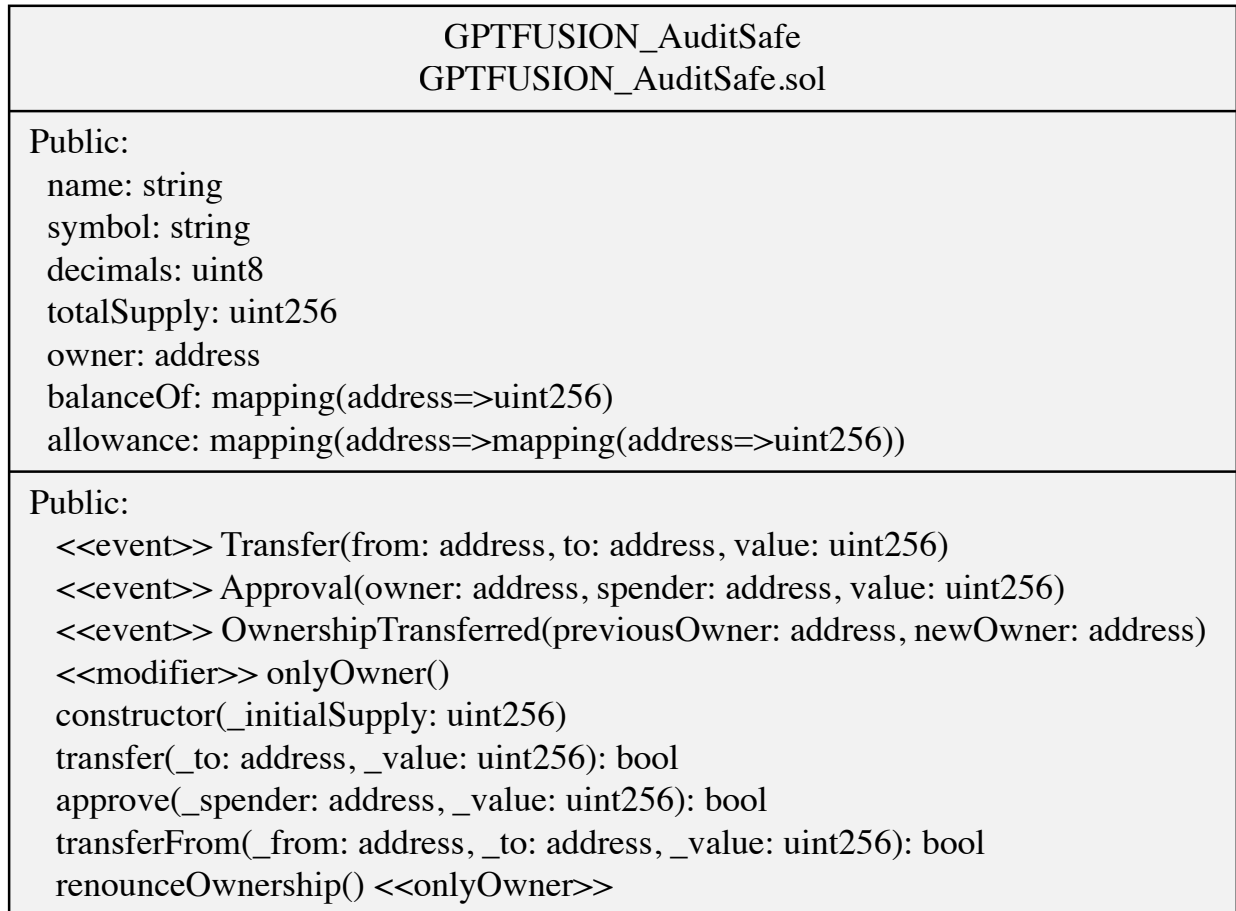 GPTFUSION_AuditSafe
GPTFUSION_AuditSafe.sol
Public:
name: string
symbol: string
decimals: uint8
totalSupply: uint256
owner: address
balanceOf: mapping(address=>uint256)
allowance: mapping(address=>mapping(address=>uint256))
Public:
<<event>> Transfer(from: address, to: address, value: uint256)
<<event>> Approval(owner: address, spender: address, value: uint256)
<<event>> OwnershipTransferred(previousOwner: address, newOwner: address)
<<modifier>> onlyOwner()
constructor(_initialSupply: uint256)
transfer(_to: address, _value: uint256): bool
approve(_spender: address, _value: uint256): bool
transferFrom(_from: address, _to: address, _value: uint256): bool
renounceOwnership() <<onlyOwner>>